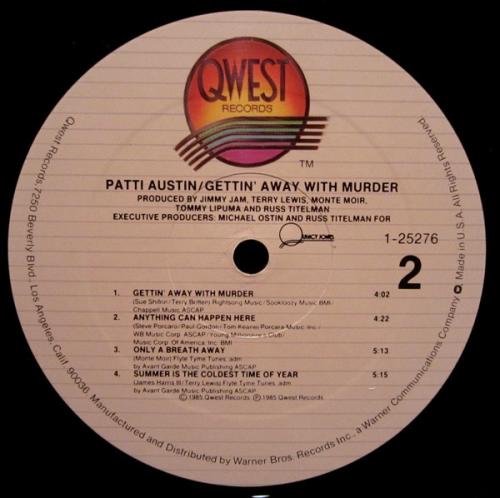 QWEST
RECORDS
TM
PATTI AUSTIN/GETTIN' AWAY WITH MURDER
PRODUCED BY JIMMY JAM, TERRY LEWIS, MONTE MOIR,
TOMMY LIPUMA AND RUSS TITELMAN
EXECUTIVE PRODUCERS: MICHAEL OSTIN AND RUSS TITELMAN FOR
1-25276
2
1. GETTIN' AWAY WITH MURDER 4:02
(Sue Shifrin/Terry Britten) Rightsong Music/Sookloozy Music BMI/
Chappell Music ASCAP
2. ANYTHING CAN HAPPEN HERE 4:22
(Steve Porcaro/Paul Gordon/Tom Keane) Porcara Music Inc./
WB Music Corp. ASCAP/Young Millionaire's Club/
Music Corp. Of America, Inc. BMI
3. ONLY A BREATH AWAY 5:13
(Monte Moir) Flyte Tyme Tunes. adm.
by Avant Garde Music Publishing ASCAP
4. SUMMER IS THE COLDEST TIME OF YEAR 5:15
(James Harris III/Terry Lewis) Flyte Tyme Tunes. adm.
by Avant Garde Music Publishing ASCAP
Ⓒ1985 Qwest Records Ⓟ1985 Qwest Records
Qwest Records 7250 Beverly Blvd., Los Angeles, Calif. 90036 Manufactured and Distributed by Warner Bros. Records Inc., a Warner Communications Company Made in U.S.A. All Rights Reserved.